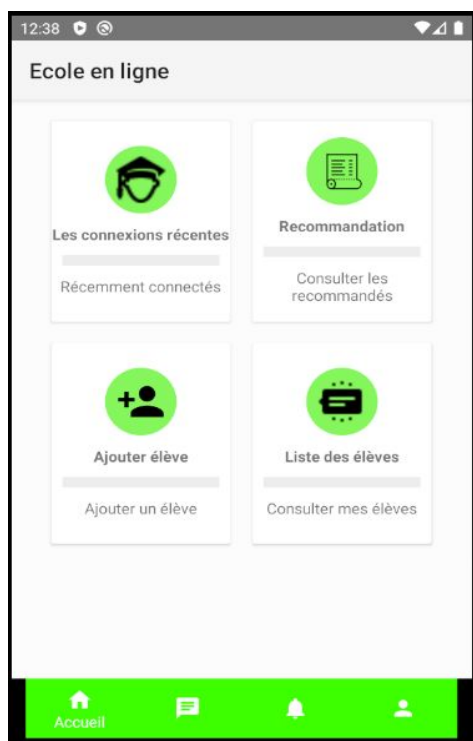 12:38
Ecole en ligne
Les connexions récentes
Récemment connectés
Recommandation
Consulter les
recommandés
Ajouter élève
Ajouter un élève
Liste des élèves
Consulter mes élèves
Accueil